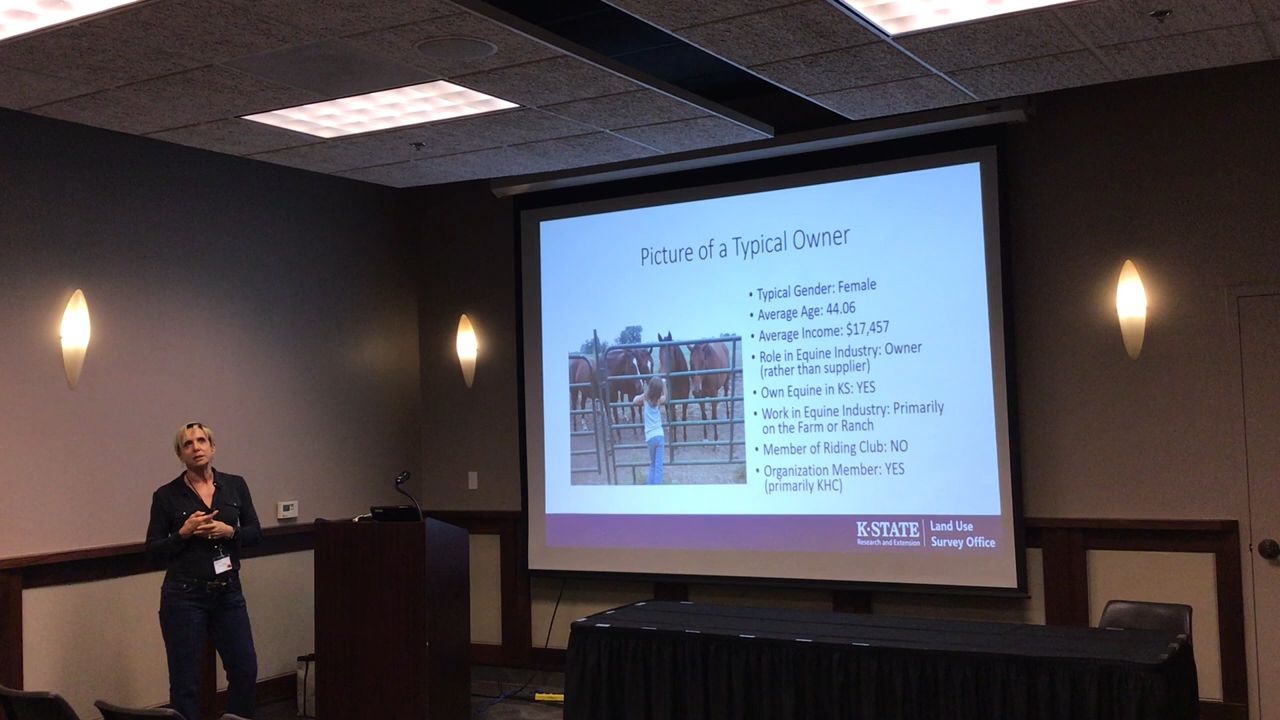 Picture of a Typical Owner
• Typical Gender: Female
• Average Age: 44.06
• Average Income: $17,457
• Role in Equine Industry: Owner
(rather than supplier)
• Own Equine in KS: YES
• Work in Equine Industry: Primarily
on the Farm or Ranch
• Member of Riding Club: NO
• Organization Member: YES
(primarily KHC)
K-STATE
Research and Extension
Land Use
Survey Office